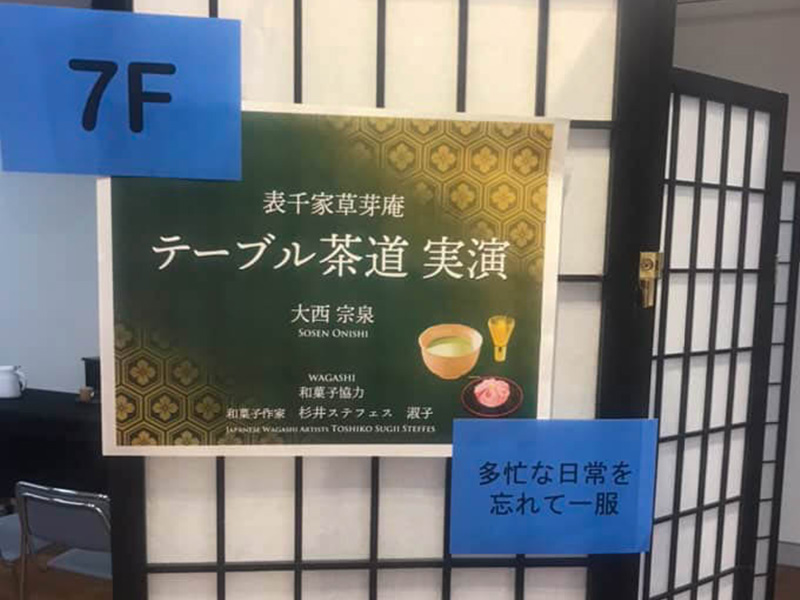 7F
表千家草芽庵
テーブル茶道 実演
大西 宗泉
SOSEN ONISHI
WAGASHI
和菓子協力
和菓子作家 杉井ステフェス 淑子
JAPANESE WAGASHI ARTISTS TOSHIKO SUGII STEFFES
多忙な日常を
忘れて一服